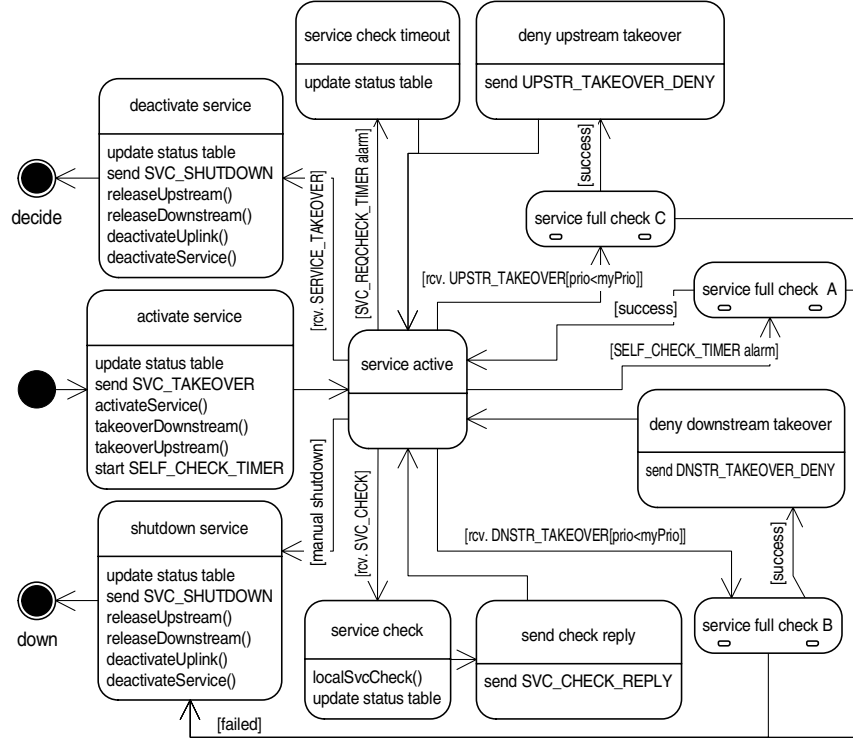 service check timeout
update status table
deny upstream takeover
send UPSTR_TAKEOVER_DENY
deactivate service
update status table
send SVC_SHUTDOWN
releaseUpstream()
releaseDownstream()
deactivateUplink()
deactivateService()
decide
[rcv. SERVICE_TAKEOVER]
[SVC_REQCHECK_TIMER alarm]
[success]
service full check C
[rcv. UPSTR_TAKEOVER[prio<myPrio]]
service full check A
[success]
[SELF_CHECK_TIMER alarm]
activate service
update status table
send SVC_TAKEOVER
activateService()
takeoverDownstream()
takeoverUpstream()
start SELF_CHECK_TIMER
service active
deny downstream takeover
send DNSTR_TAKEOVER_DENY
[manual shutdown]
[rcv. SVC_CHECK]
[rcv. DNSTR_TAKEOVER[prio<myPrio]]
[success]
shutdown service
update status table
send SVC_SHUTDOWN
releaseUpstream()
releaseDownstream()
deactivateUplink()
deactivateService()
down
service check
localSvcCheck()
update status table
send check reply
send SVC_CHECK_REPLY
service full check B
[failed]